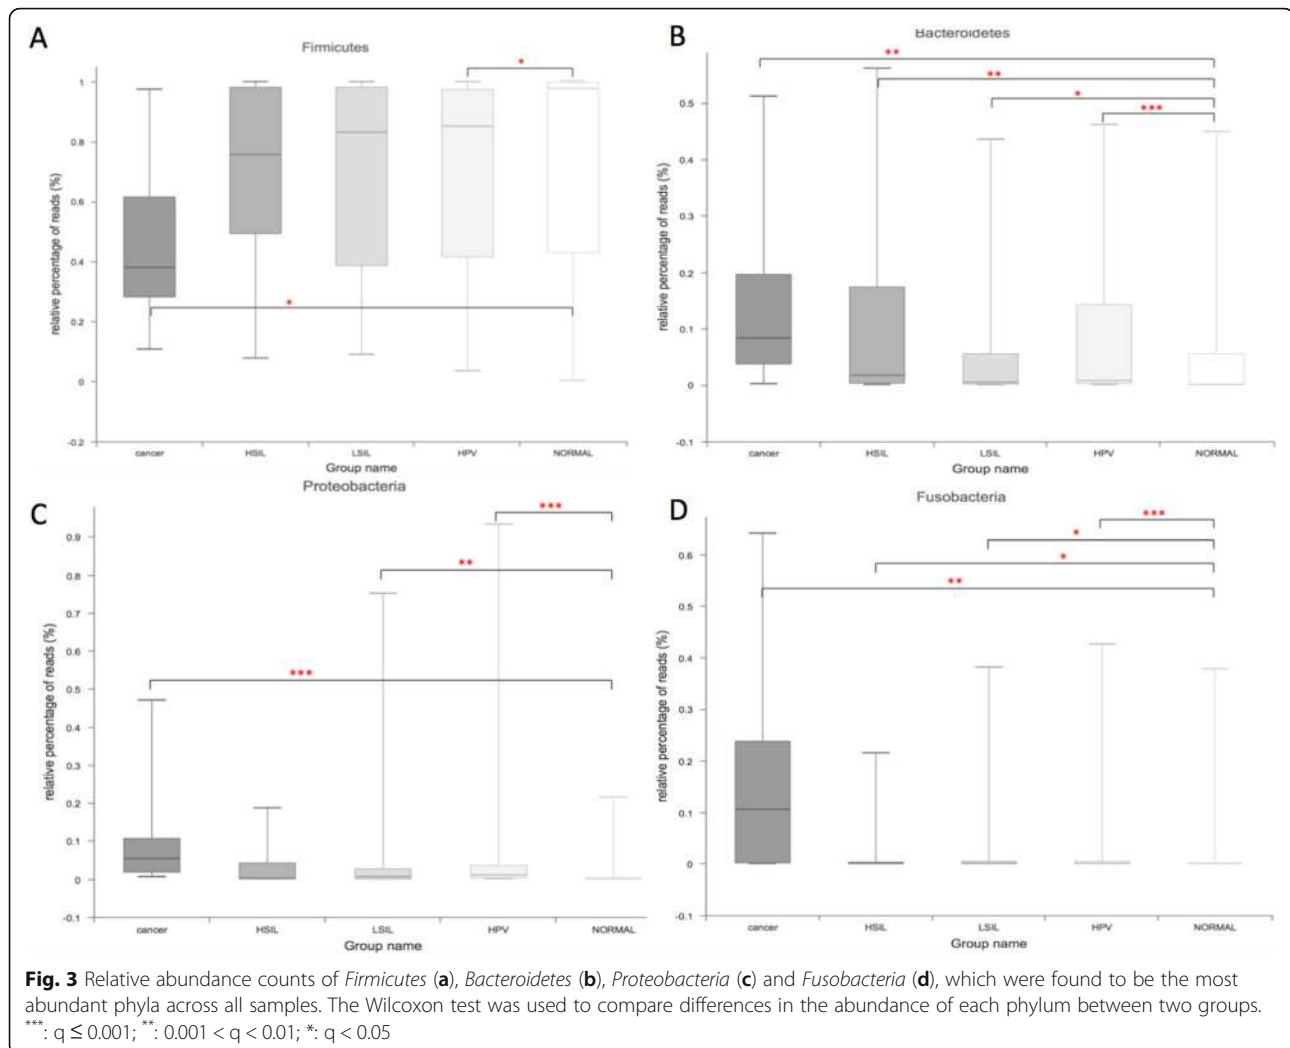 A
Firmicutes
*
*
relative percentage of reads (%)
1
0.8
0.6
0.4
0.2
0
-0.2
cancer HSIL LSIL HPV NORMAL
Group name
B
Bacteroidetes
**
**
*
***
relative percentage of reads (%)
0.5
0.4
0.3
0.2
0.1
0
-0.1
cancer HSIL LSIL HPV NORMAL
Group name
C
Proteobacteria
***
**
***
relative percentage of reads (%)
0.9
0.8
0.7
0.6
0.5
0.4
0.3
0.2
0.1
0
-0.1
cancer HSIL LSIL HPV NORMAL
Group name
D
Fusobacteria
***
*
*
**
relative percentage of reads (%)
0.6
0.5
0.4
0.3
0.2
0.1
0
-0.1
cancer HSIL LSIL HPV NORMAL
Group name
Fig. 3 Relative abundance counts of Firmicutes (a), Bacteroidetes (b), Proteobacteria (c) and Fusobacteria (d), which were found to be the most
abundant phyla across all samples. The Wilcoxon test was used to compare differences in the abundance of each phylum between two groups.
***: q ≤ 0.001; **: 0.001 < q < 0.01; *: q < 0.05